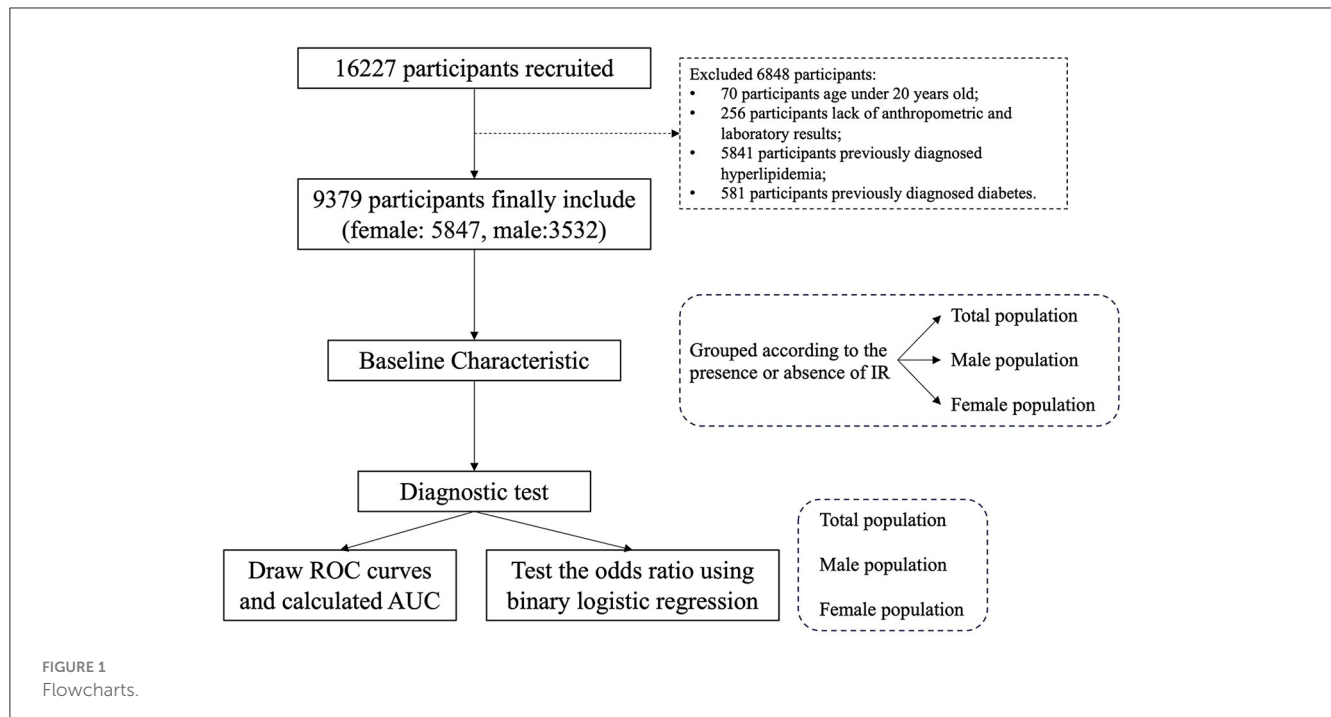 16227 participants recruited
Excluded 6848 participants:
• 70 participants age under 20 years old;
• 256 participants lack of anthropometric and
laboratory results;
• 5841 participants previously diagnosed
hyperlipidemia;
• 581 participants previously diagnosed diabetes.
9379 participants finally include
(female: 5847, male:3532)
Baseline Characteristic
Grouped according to the
presence or absence of IR
Total population
Male population
Female population
Diagnostic test
Draw ROC curves
and calculated AUC
Test the odds ratio using
binary logistic regression
Total population
Male population
Female population
FIGURE 1
Flowcharts.